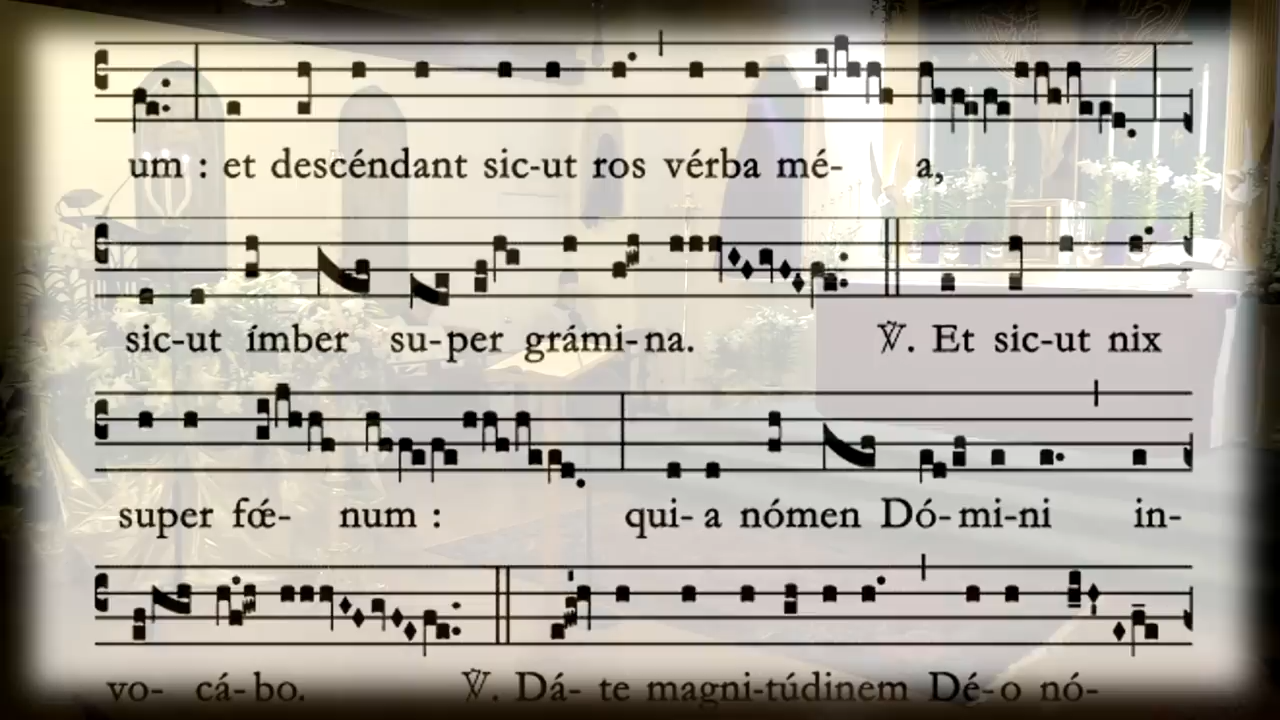 um : et descéndant sic-ut ros vérba mé- a,
sic-ut ímber su-per grámi-na. ℣. Et sic-ut nix
super fœ́- num : qui- a nómen Dó-mi-ni in-
vo- cá-bo. ℣. Dá- te magni-túdinem Dé-o nó-